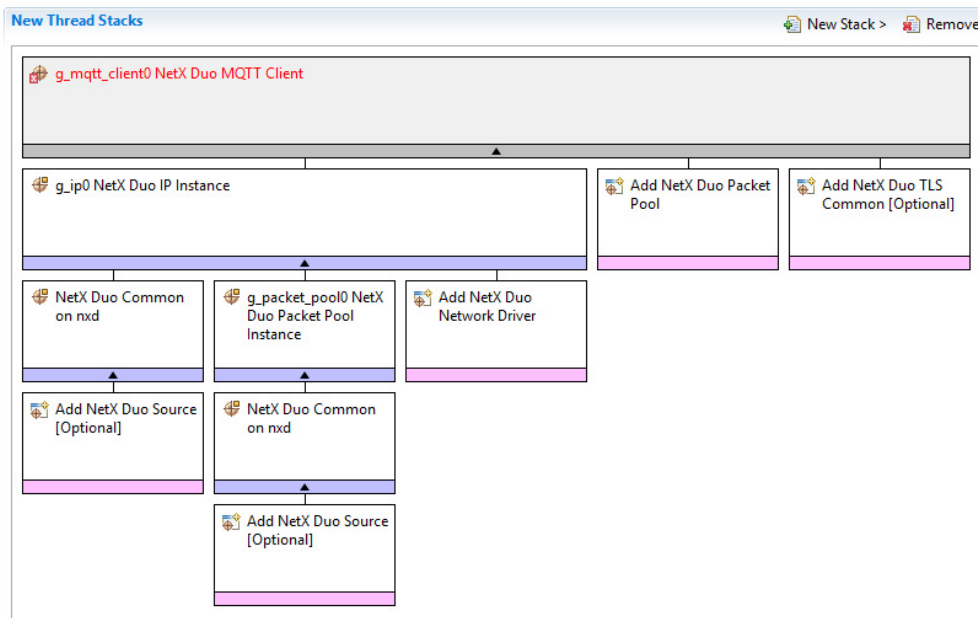 New Thread Stacks
New Stack > Remove
g_mqtt_client0 NetX Duo MQTT Client
g_ip0 NetX Duo IP Instance
Add NetX Duo Packet
Pool
Add NetX Duo TLS
Common [Optional]
NetX Duo Common
on nxd
g_packet_pool0 NetX
Duo Packet Pool
Instance
Add NetX Duo
Network Driver
Add NetX Duo Source
[Optional]
NetX Duo Common
on nxd
Add NetX Duo Source
[Optional]